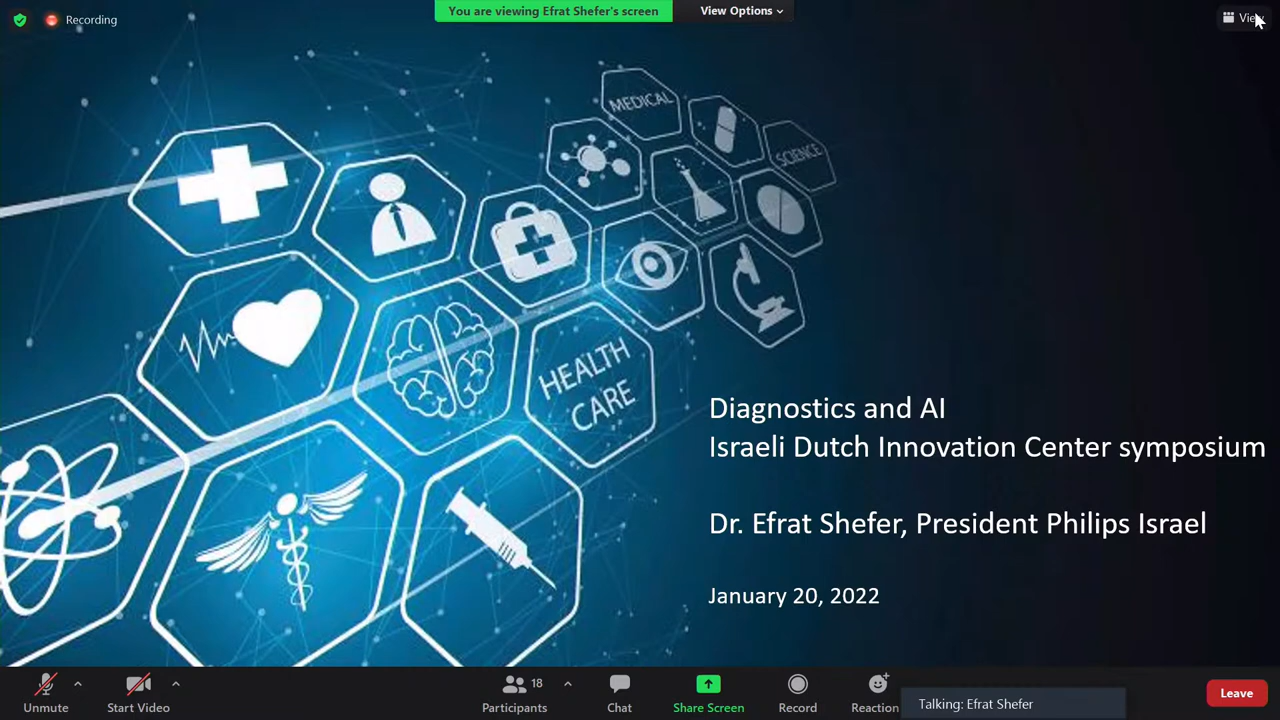 Recording
You are viewing Efrat Shefer's screen
View Options
MEDICAL
SCIENCE
HEALTH
CARE
Diagnostics and AI
Israeli Dutch Innovation Center symposium
Dr. Efrat Shefer, President Philips Israel
January 20, 2022
Unmute
Start Video
18
Participants
Chat
Share Screen
Record
Reaction
Talking: Efrat Shefer
Leave